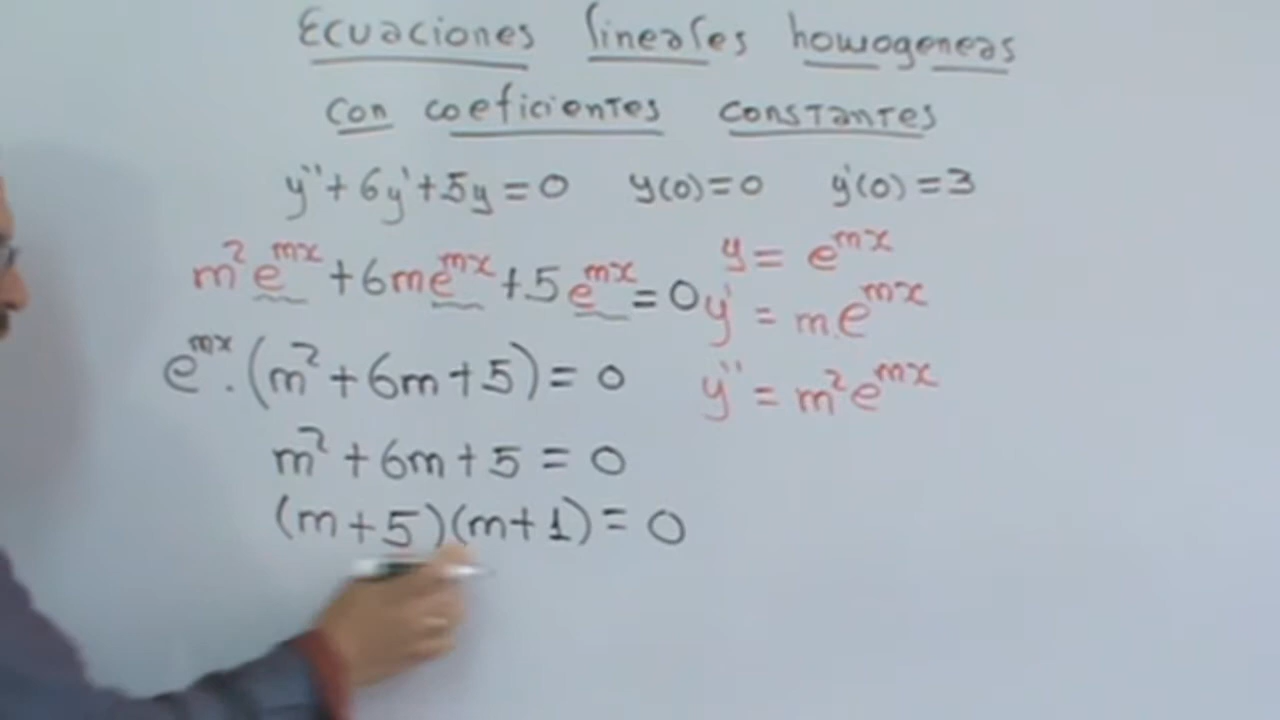 Ecuaciones lineales homogeneas
con coeficientes constantes
y''+6y'+5y=0 y(0)=0 y'(0)=3
m²e^{mx}+6me^{mx}+5e^{mx}=0
y=e^{mx}
y'=me^{mx}
e^{mx}.(m²+6m+5)=0
y''=m²e^{mx}
m²+6m+5=0
(m+5)(m+1)=0